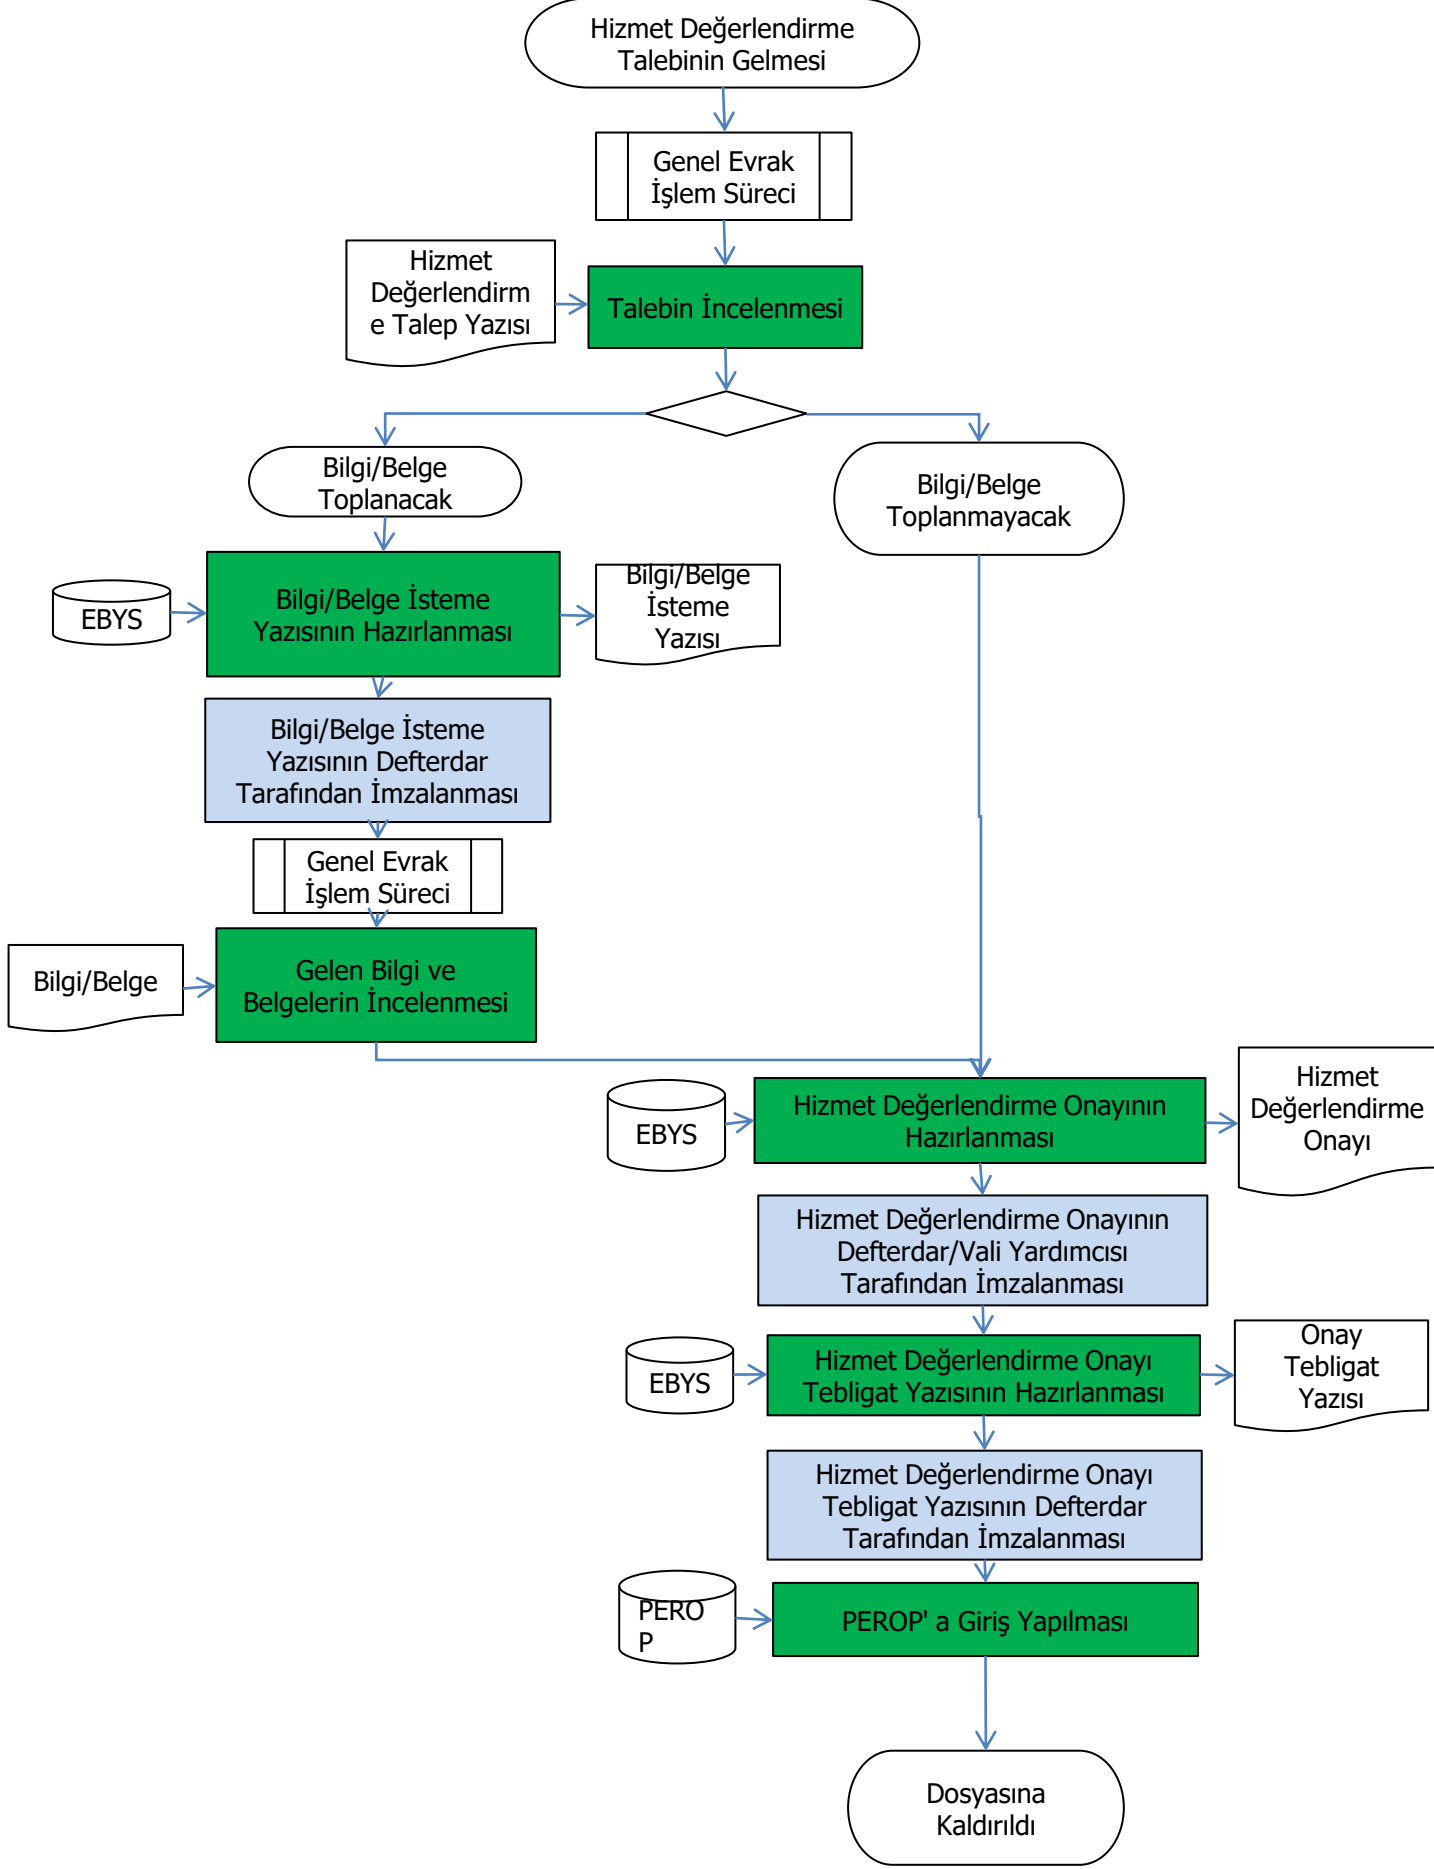 Hizmet Değerlendirme
Talebinin Gelmesi
Genel Evrak
İşlem Süreci
Hizmet
Değerlendirm
e Talep Yazısı
Talebin İncelenmesi
Bilgi/Belge
Toplanacak
Bilgi/Belge
Toplanmayacak
EBYS
Bilgi/Belge İsteme
Yazısının Hazırlanması
Bilgi/Belge
İsteme
Yazısı
Bilgi/Belge İsteme
Yazısının Defterdar
Tarafından İmzalanması
Genel Evrak
İşlem Süreci
Bilgi/Belge
Gelen Bilgi ve
Belgelerin İncelenmesi
EBYS
Hizmet Değerlendirme Onayının
Hazırlanması
Hizmet
Değerlendirme
Onayı
Hizmet Değerlendirme Onayının
Defterdar/Vali Yardımcısı
Tarafından İmzalanması
EBYS
Hizmet Değerlendirme Onayı
Tebligat Yazısının Hazırlanması
Onay
Tebligat
Yazısı
Hizmet Değerlendirme Onayı
Tebligat Yazısının Defterdar
Tarafından İmzalanması
PERO
P
PEROP' a Giriş Yapılması
Dosyasına
Kaldırıldı